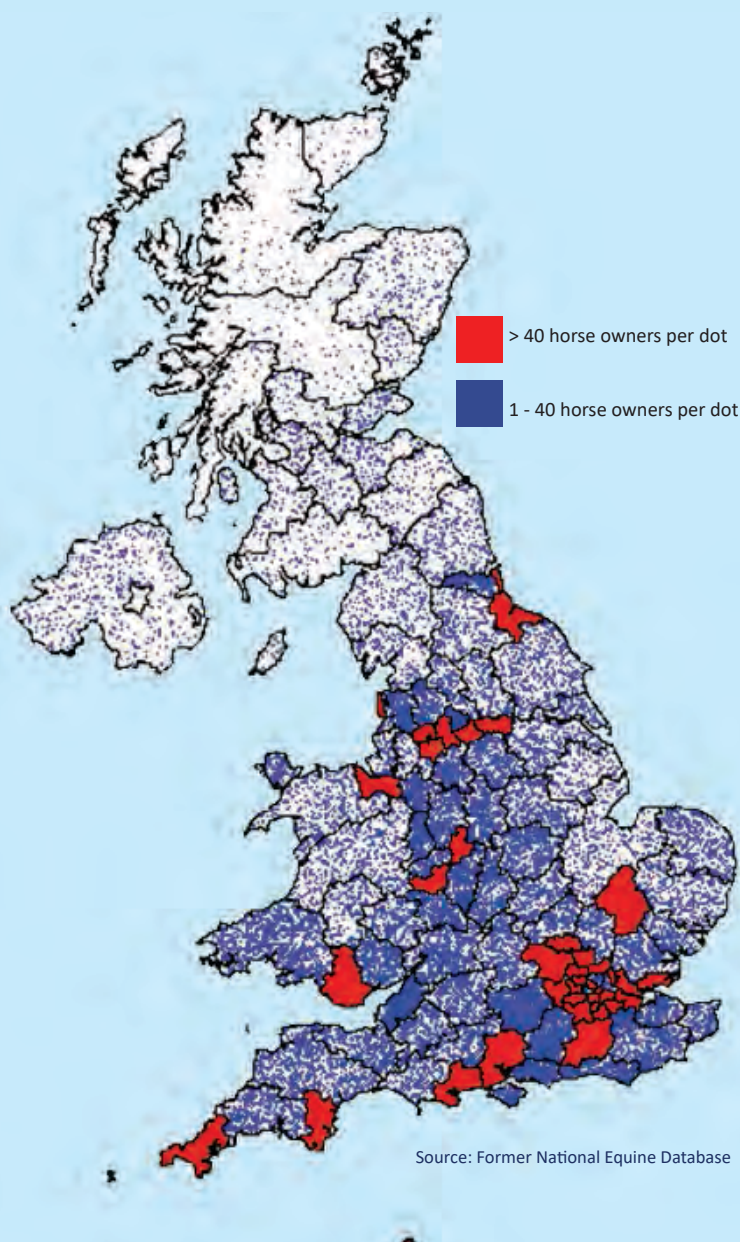 > 40 horse owners per dot
1 - 40 horse owners per dot
Source: Former National Equine Database